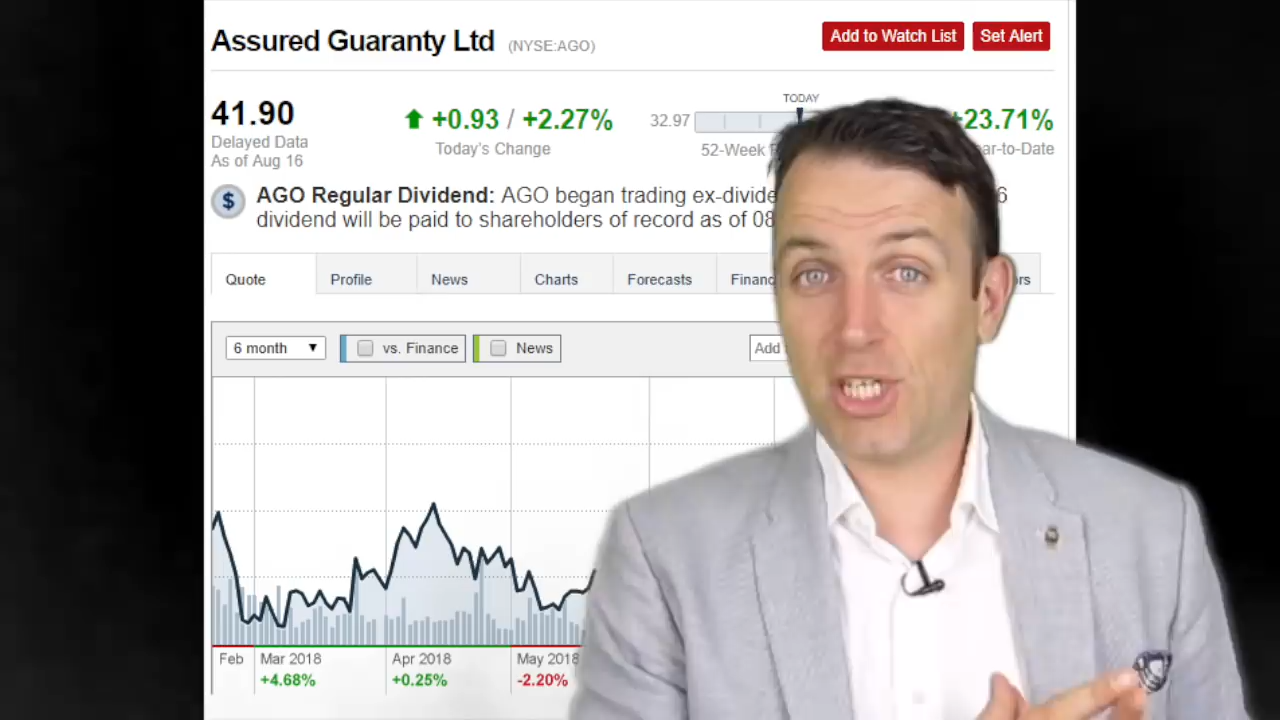 Assured Guaranty Ltd (NYSE:AGO)
Add to Watch List Set Alert
41.90
Delayed Data
As of Aug 16
+0.93 / +2.27%
Today's Change
TODAY
32.97
52-Week
+23.71%
ar-to-Date
AGO Regular Dividend: AGO began trading ex-divide 6
dividend will be paid to shareholders of record as of 08
Quote Profile News Charts Forecasts Financ rs
6 month vs. Finance News Add
Feb Mar 2018 Apr 2018 May 2018
+4.68% +0.25% -2.20%